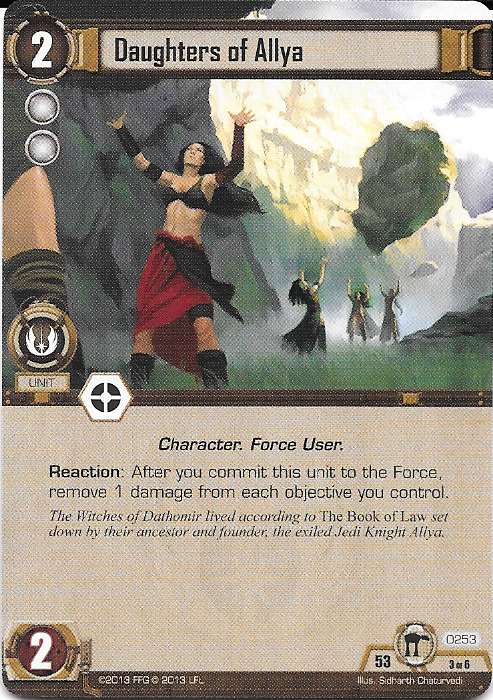 2
Daughters of Allya
UNIT
Character. Force User.
Reaction: After you commit this unit to the Force,
remove 1 damage from each objective you control.
The Witches of Dathomir lived according to The Book of Law set
down by their ancestor and founder, the exiled Jedi Knight Allya.
2
53
0253
3 of 6
©2013 FFG © 2013 LFL
Illus. Sidharth Chaturvedi